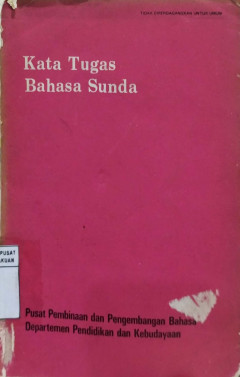 TIDAK DIPERDAGANGKAN UNTUK UMUM
Kata Tugas
Bahasa Sunda
PUSAT
Pusat Pembinaan dan Pengembangan Bahasa
Departemen Pendidikan dan Kebudayaan